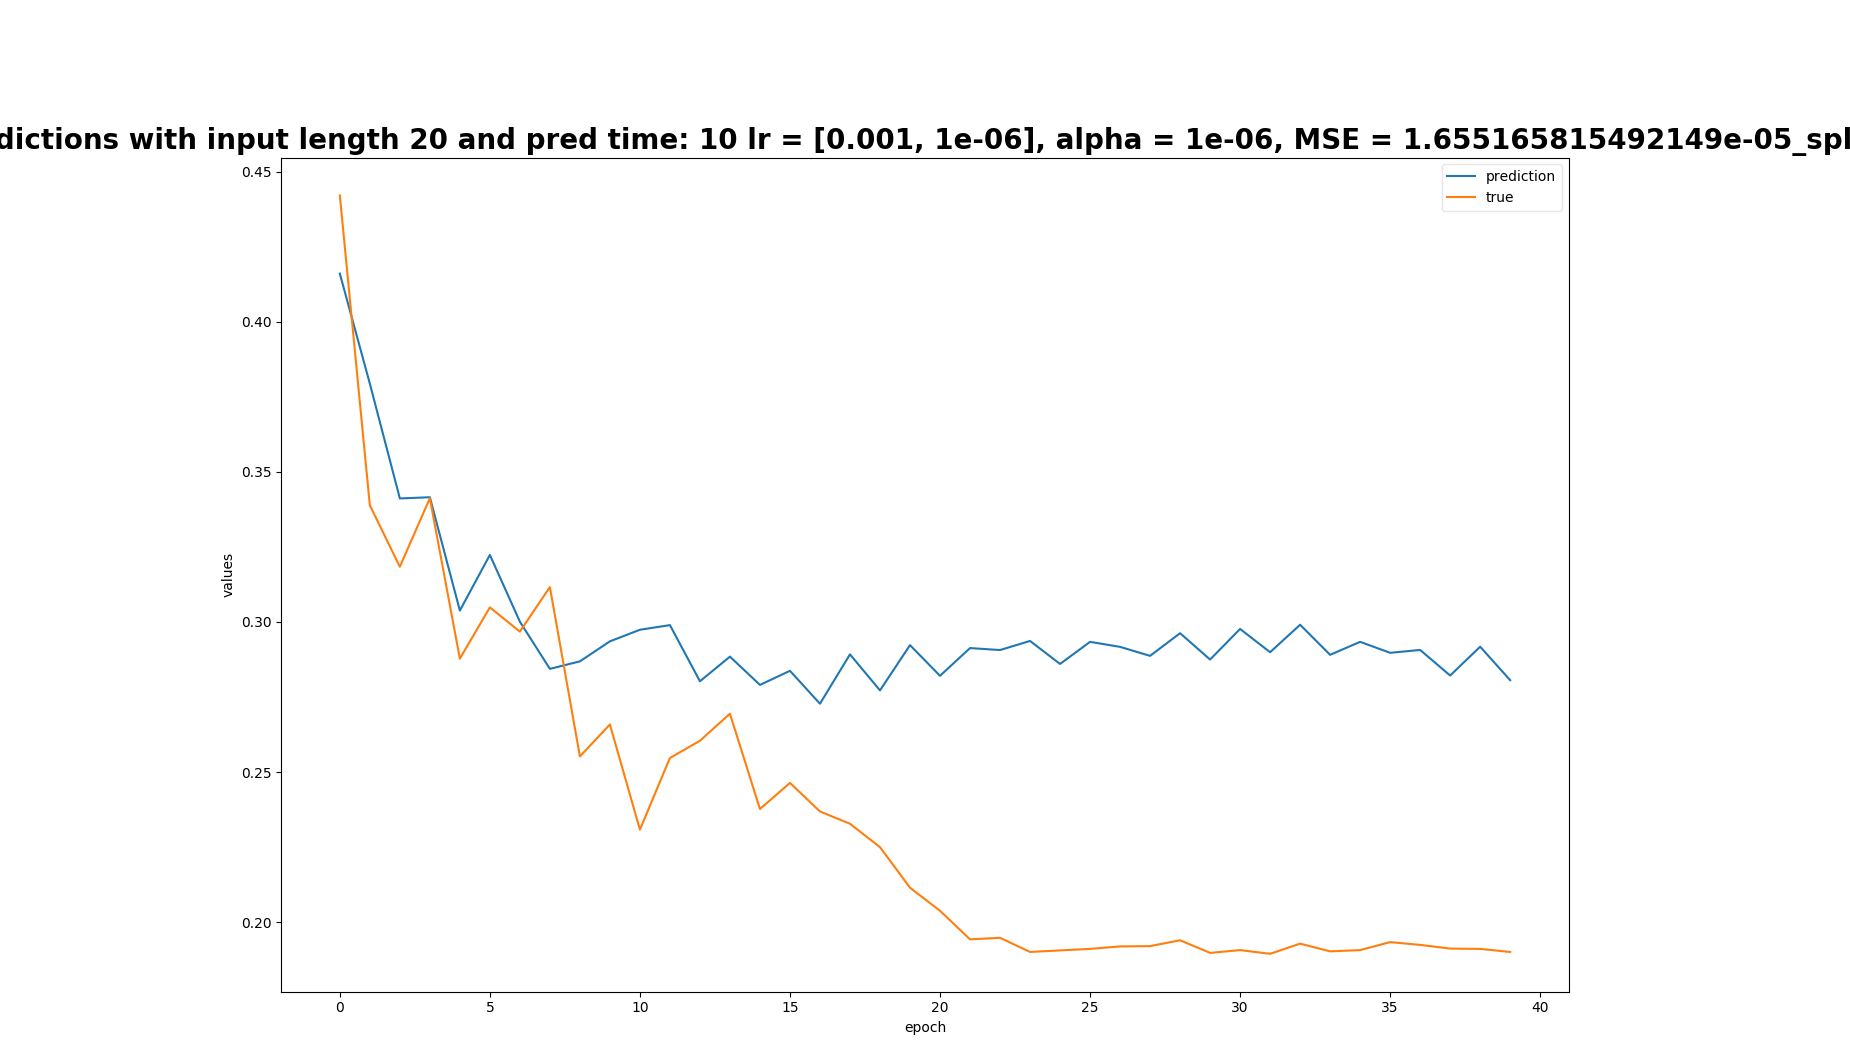 dictions with input length 20 and pred time: 10 lr = [0.001, 1e-06], alpha = 1e-06, MSE = 1.655165815492149e-05_spl
prediction
true
0.45
0.40
0.35
0.30
0.25
0.20
values
0 5 10 15 20 25 30 35 40
epoch